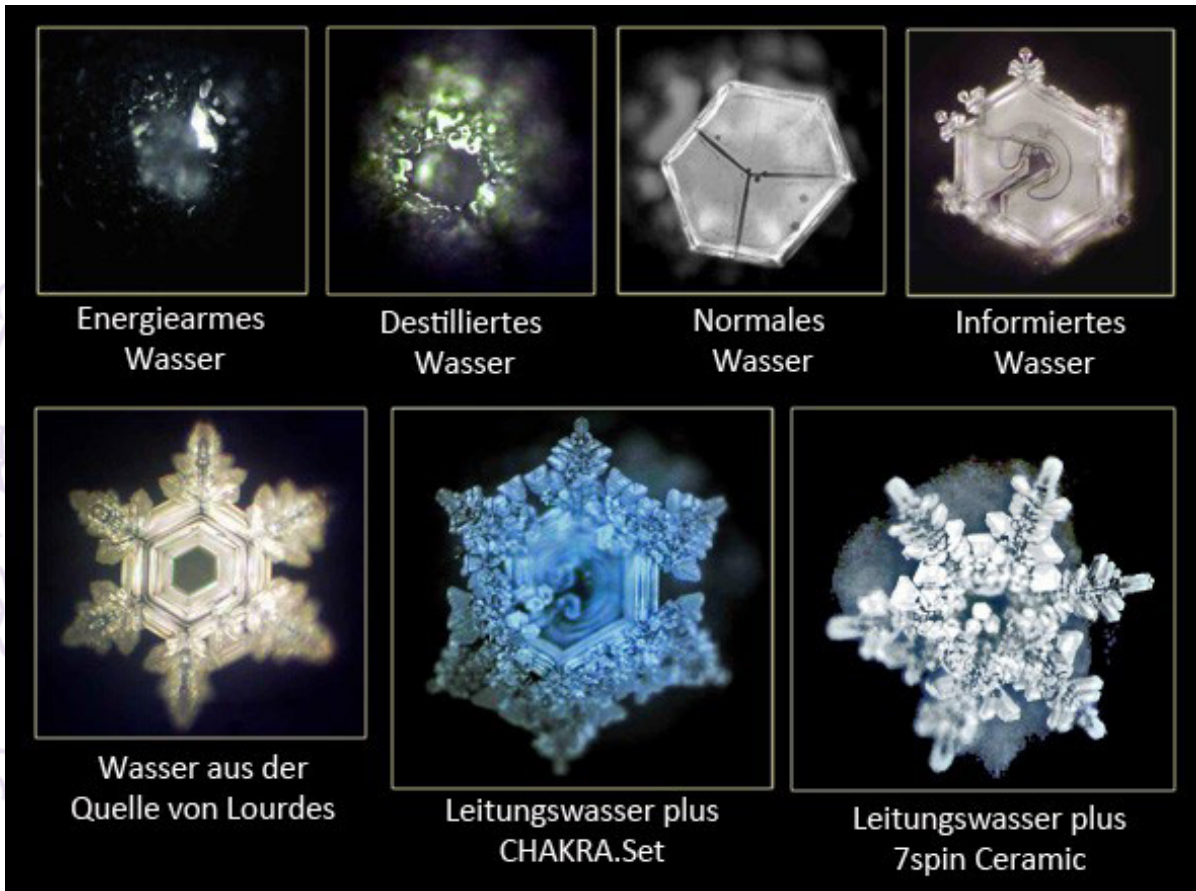 Energiearmes
Wasser
Destilliertes
Wasser
Normales
Wasser
Informiertes
Wasser
Wasser aus der
Quelle von Lourdes
Leitungswasser plus
CHAKRA.Set
Leitungswasser plus
7spin Ceramic